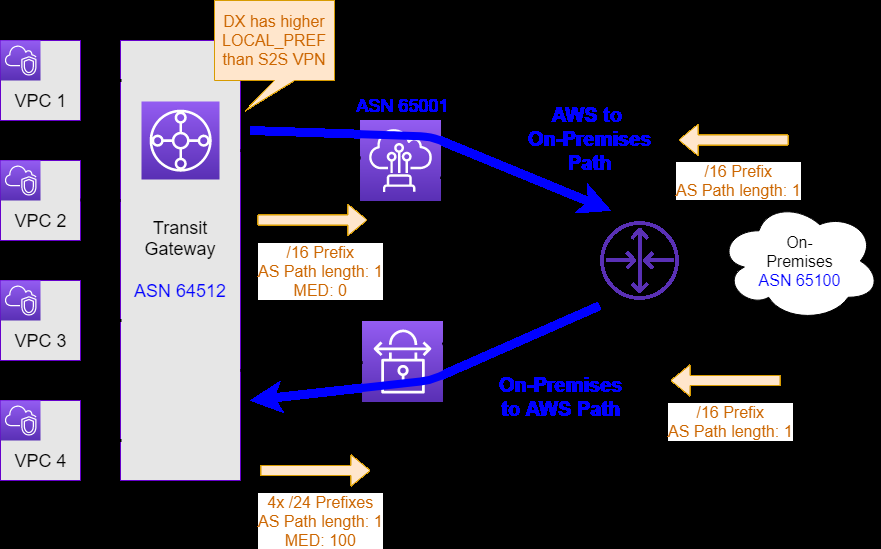 DX has higher
LOCAL_PREF
than S2S VPN
VPC 1
VPC 2
VPC 3
VPC 4
Transit
Gateway
ASN 64512
ASN 65001
AWS to
On-Premises
Path
/16 Prefix
AS Path length: 1
/16 Prefix
AS Path length: 1
MED: 0
On-
Premises
ASN 65100
On-Premises
to AWS Path
/16 Prefix
AS Path length: 1
4x /24 Prefixes
AS Path length: 1
MED: 100